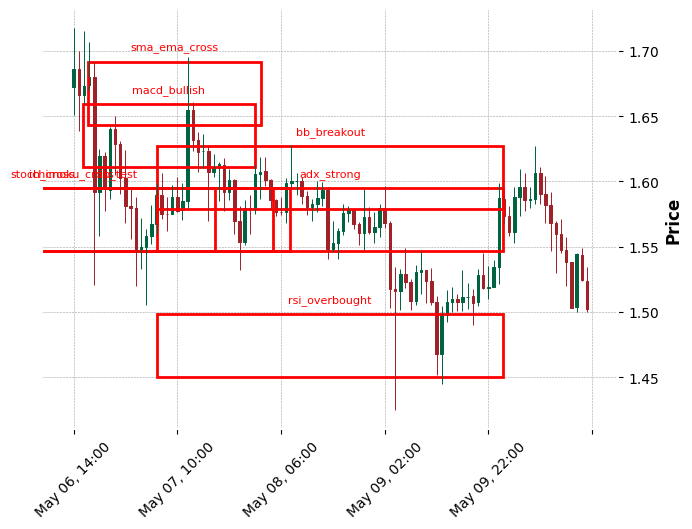 sma_ema_cross
1.70
macd_bullish
1.65
bb_breakout
adx_strong
1.60
1.55
rsi_overbought
1.50
1.45
Price
May 06, 14:00
May 07, 10:00
May 08, 06:00
May 09, 02:00
May 09, 22:00